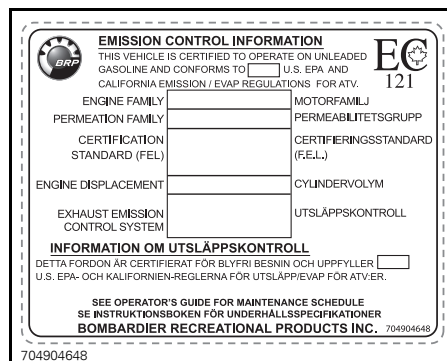 EMISSION CONTROL INFORMATION
THIS VEHICLE IS CERTIFIED TO OPERATE ON UNLEADED
GASOLINE AND CONFORMS TO U.S. EPA AND
CALIFORNIA EMISSION / EVAP REGULATIONS FOR ATV.
BRP
EC
121
ENGINE FAMILY MOTORFAMILJ
PERMEATION FAMILY PERMEABILITETSGRUPP
CERTIFICATION CERTIFIERINGSSTANDARD
STANDARD (FEL) (F.E.L.)
ENGINE DISPLACEMENT CYLINDERVOLYM
EXHAUST EMISSION UTSLÄPPSKONTROLL
CONTROL SYSTEM
INFORMATION OM UTSLÄPPSKONTROLL
DETTA FORDON ÄR CERTIFIERAT FÖR BLYFRI BESNIN OCH UPPFYLLER
U.S. EPA- OCH KALIFORNIEN-REGLERNA FÖR UTSLÄPP/EVAP FÖR ATV:ER.
SEE OPERATOR'S GUIDE FOR MAINTENANCE SCHEDULE
SE INSTRUKTIONSBOKEN FÖR UNDERHÅLLSSPECIFIKATIONER
BOMBARDIER RECREATIONAL PRODUCTS INC. 704904648
704904648